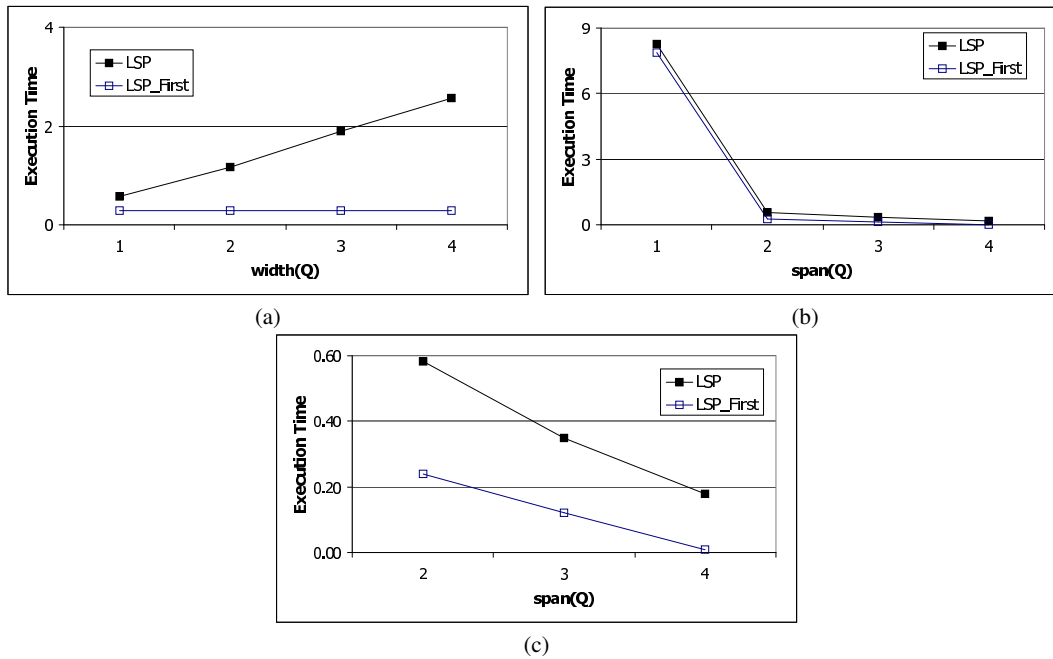 4
LSP
LSP_First
2
0
Execution Time
1 2 3 4
width(Q)
(a)
9
LSP
LSP_First
6
3
0
Execution Time
1 2 3 4
span(Q)
(b)
0.60
LSP
LSP_First
0.40
0.20
0.00
Execution Time
2 3 4
span(Q)
(c)